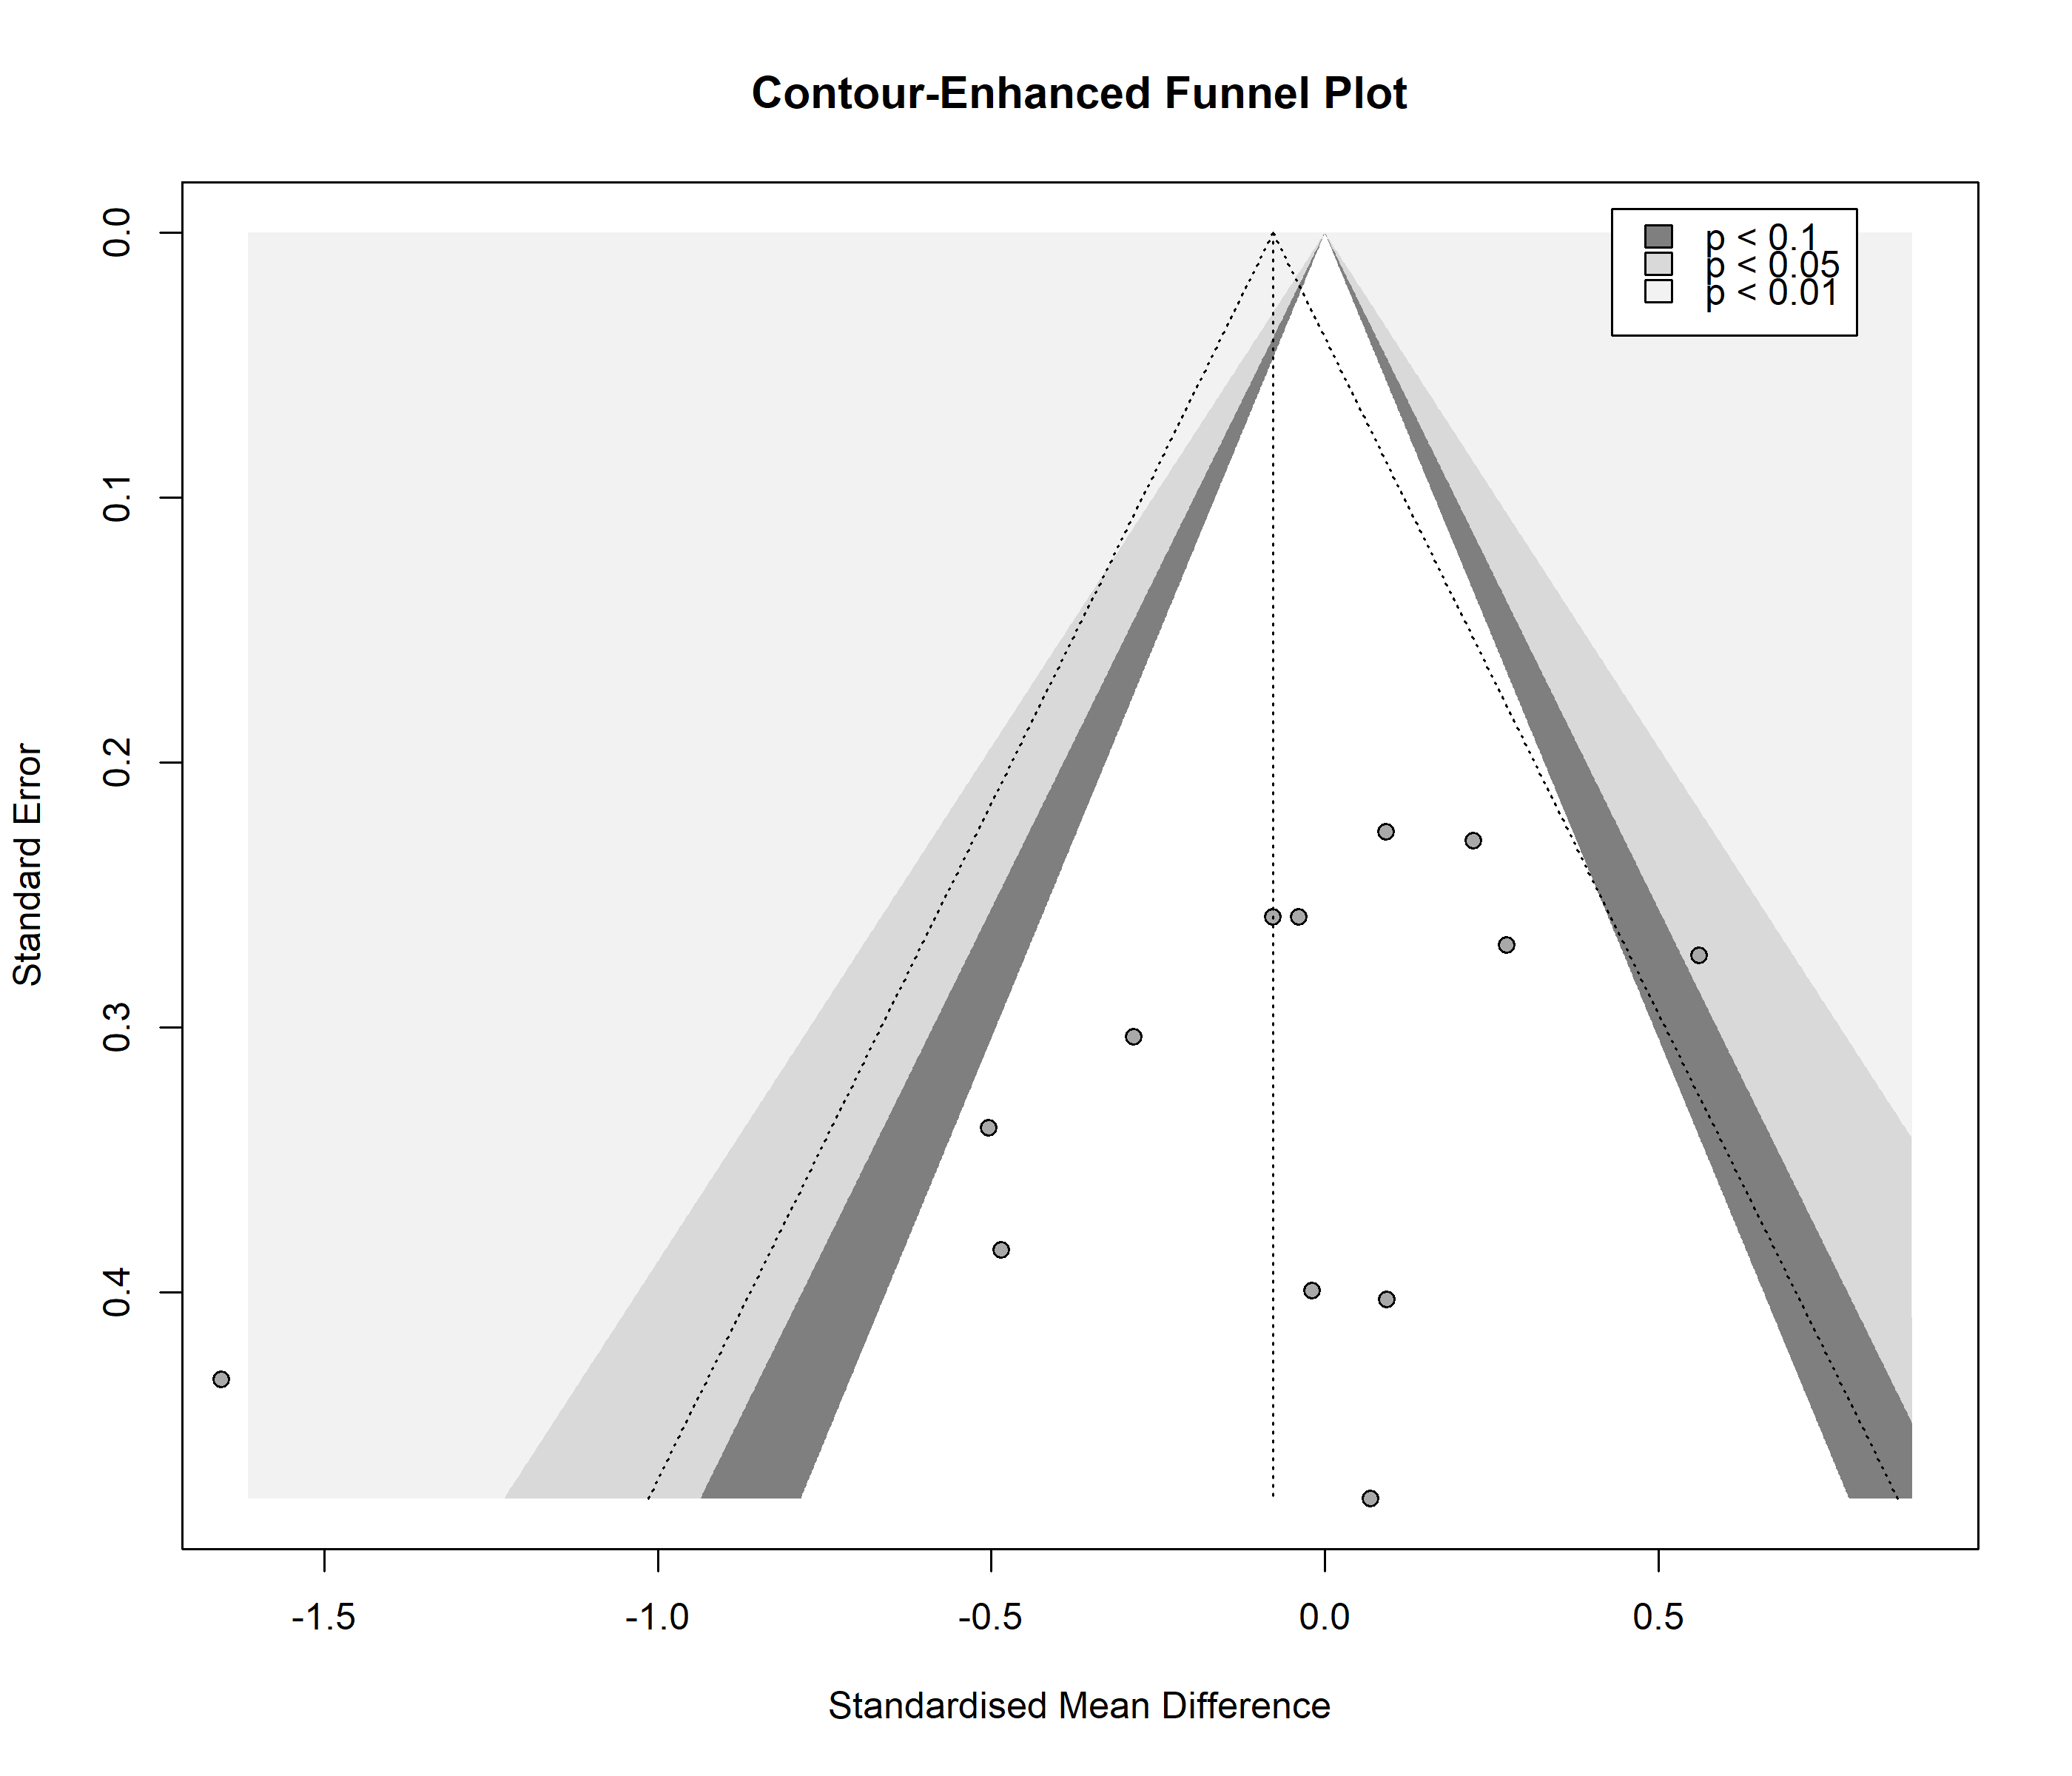 Contour-Enhanced Funnel Plot
p < 0.1
p < 0.05
p < 0.01
Standard Error
0.0
0.1
0.2
0.3
0.4
-1.5
-1.0
-0.5
0.0
0.5
Standardised Mean Difference